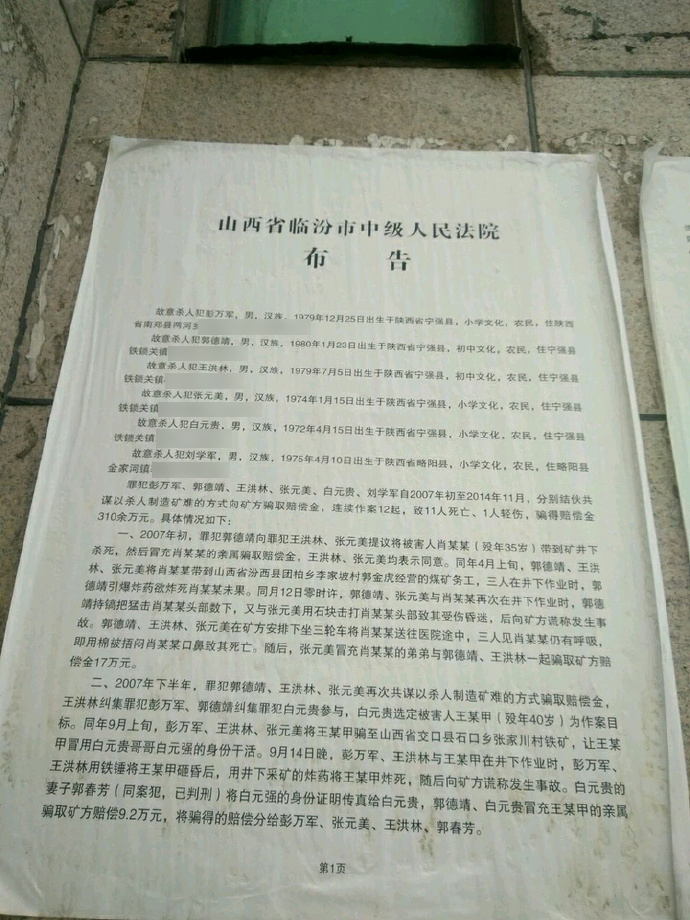 山西省临汾市中级人民法院
布 告
故意杀人犯彭万军，男，汉族，1979年12月25日出生于陕西省宁强县，小学文化，农民，住陕西
省南郑县两河乡
故意杀人犯郭德靖，男，汉族，1980年1月23日出生于陕西省宁强县，初中文化，农民，住宁强县
铁锁关镇
故意杀人犯王洪林，男，汉族，1979年7月5日出生于陕西省宁强县，初中文化，农民，住宁强县
铁锁关镇
故意杀人犯张元美，男，汉族，1974年1月15日出生于陕西省宁强县，小学文化，农民，住宁强县
铁锁关镇
故意杀人犯白元贵，男，汉族，1972年4月15日出生于陕西省宁强县，小学文化，农民，住宁强县
铁锁关镇
故意杀人犯刘学军，男，汉族，1975年4月10日出生于陕西省略阳县，小学文化，农民，住略阳县
金家河镇
罪犯彭万军、郭德靖、王洪林、张元美、白元贵、刘学军自2007年初至2014年11月，分别结伙共
谋以杀人制造矿难的方式向矿方骗取赔偿金，连续作案12起，致11人死亡、1人轻伤，骗得赔偿金
310余万元。具体情况如下：
一、2007年初，罪犯郭德靖向罪犯王洪林、张元美提议将被害人肖某某（殁年35岁）带到矿井下
杀死，然后冒充肖某某的亲属骗取赔偿金，王洪林、张元美均表示同意。同年4月上旬，郭德靖、王洪
林、张元美将肖某某带到山西省汾西县团柏乡李家坡村郭金虎经营的煤矿务工，三人在井下作业时，郭
德靖引爆炸药欲炸死肖某某未果。同月12日零时许，郭德靖、张元美与肖某某再次在井下作业时，郭德
靖持镐把猛击肖某某头部数下，又与张元美用石块击打肖某某头部致其受伤昏迷，后向矿方谎称发生事
故。郭德靖、王洪林、张元美在矿方安排下坐三轮车将肖某某送往医院途中，三人见肖某某仍有呼吸，
即用棉被捂闷肖某某口鼻致其死亡。随后，张元美冒充肖某某的弟弟与郭德靖、王洪林一起骗取矿方赔
偿金17万元。
二、2007年下半年，罪犯郭德靖、王洪林、张元美再次共谋以杀人制造矿难的方式骗取赔偿金，
王洪林纠集罪犯彭万军、郭德靖纠集罪犯白元贵参与，白元贵选定被害人王某甲（殁年40岁）为作案目
标。同年9月上旬，彭万军、王洪林、张元美将王某甲骗至山西省交口县石口乡张家川村铁矿，让王某
甲冒用白元贵哥哥白元强的身份干活。9月14日晚，彭万军、王洪林与王某甲在井下作业时，彭万军、
王洪林用铁锤将王某甲砸昏后，用井下采矿的炸药将王某甲炸死，随后向矿方谎称发生事故。白元贵的
妻子郭春芳（同案犯，已判刑）将白元强的身份证明传真给白元贵，郭德靖、白元贵冒充王某甲的亲属
骗取矿方赔偿9.2万元，将骗得的赔偿分给彭万军、张元美、王洪林、郭春芳。
第1页